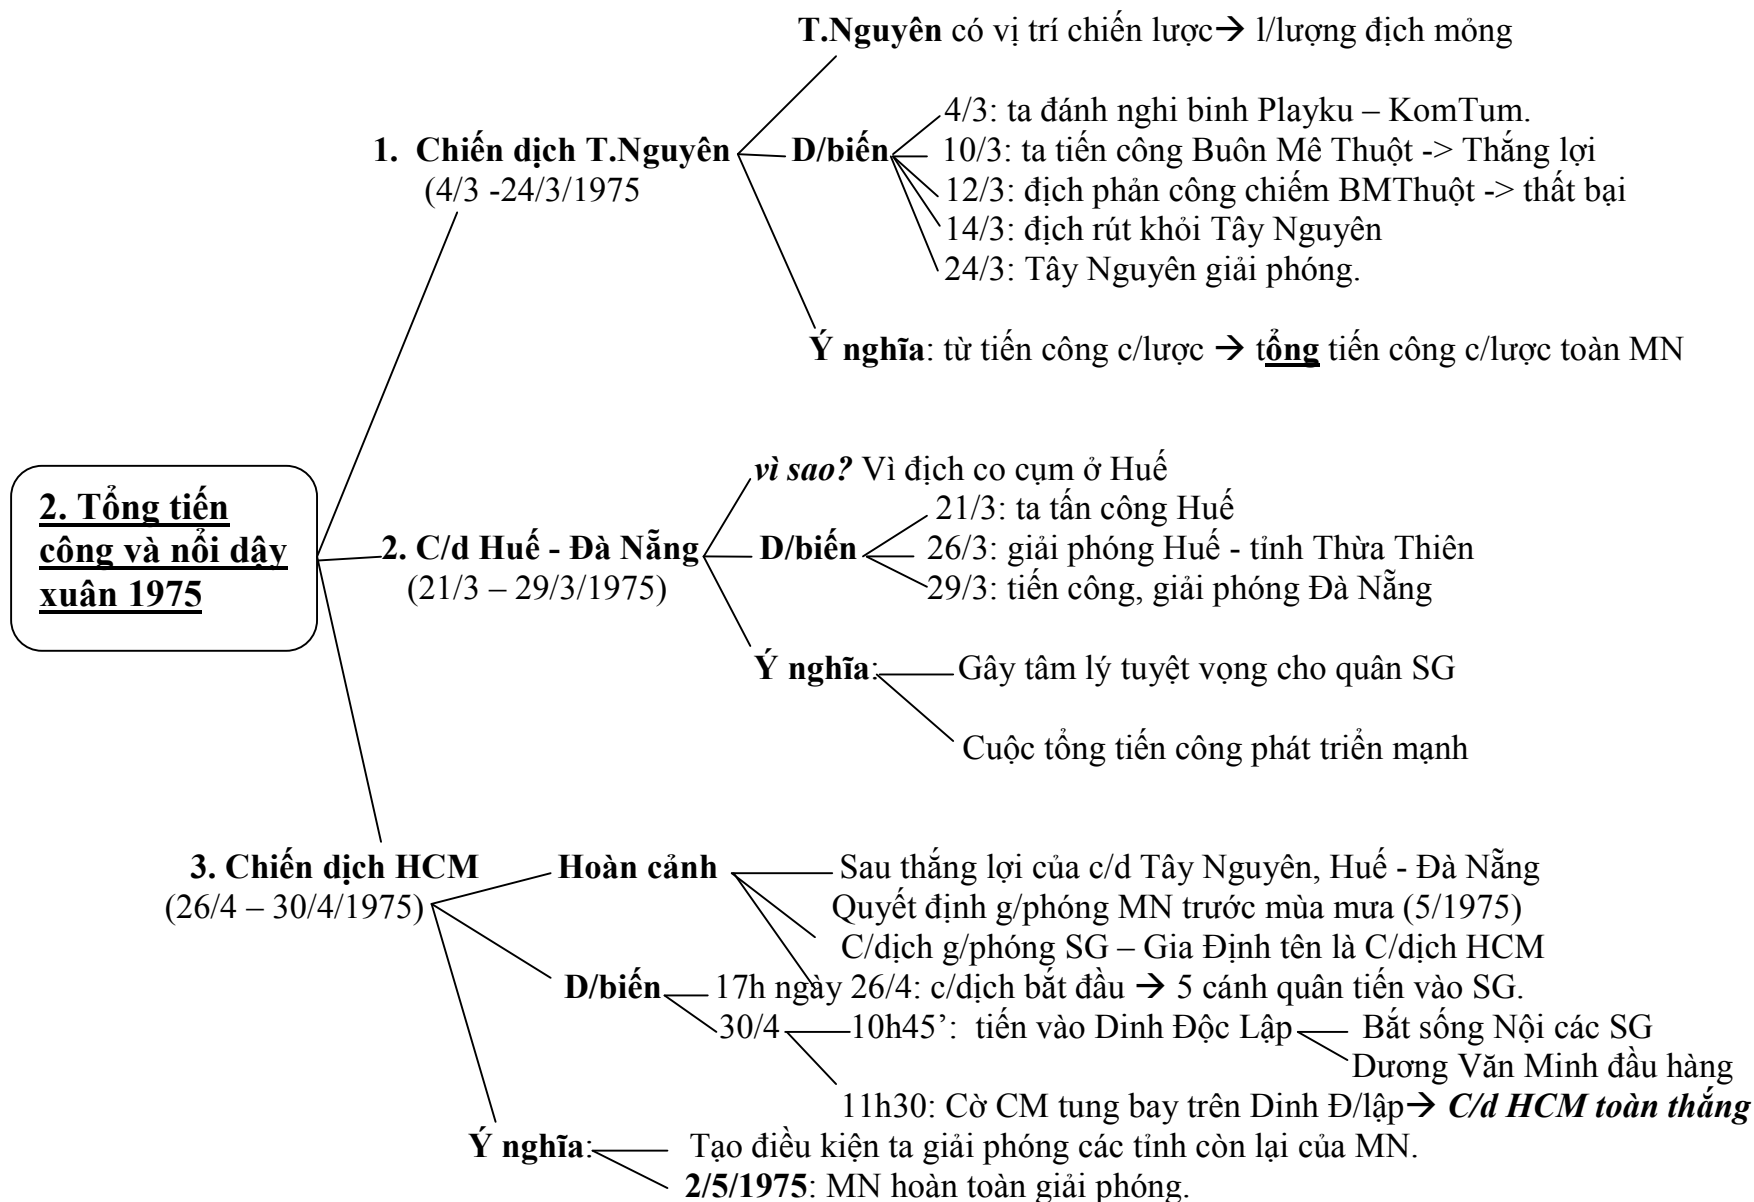 2. Tổng tiến
công và nổi dậy
xuân 1975
1. Chiến dịch T.Nguyên
(4/3 -24/3/1975
T.Nguyên có vị trí chiến lược→ l/lượng địch mỏng
D/biến
4/3: ta đánh nghi binh Playku – KomTum.
10/3: ta tiến công Buôn Mê Thuột -> Thắng lợi
12/3: địch phản công chiếm BMThuột -> thất bại
14/3: địch rút khỏi Tây Nguyên
24/3: Tây Nguyên giải phóng.
Ý nghĩa: từ tiến công c/lược → tổng tiến công c/lược toàn MN
2. C/d Huế - Đà Nẵng
(21/3 – 29/3/1975)
vì sao? Vì địch co cụm ở Huế
D/biến
21/3: ta tấn công Huế
26/3: giải phóng Huế - tỉnh Thừa Thiên
29/3: tiến công, giải phóng Đà Nẵng
Ý nghĩa:
Gây tâm lý tuyệt vọng cho quân SG
Cuộc tổng tiến công phát triển mạnh
3. Chiến dịch HCM
(26/4 – 30/4/1975)
Hoàn cảnh
Sau thắng lợi của c/d Tây Nguyên, Huế - Đà Nẵng
Quyết định g/phóng MN trước mùa mưa (5/1975)
C/dịch g/phóng SG – Gia Định tên là C/dịch HCM
D/biến
17h ngày 26/4: c/dịch bắt đầu → 5 cánh quân tiến vào SG.
30/4
10h45’: tiến vào Dinh Độc Lập
Bắt sống Nội các SG
Dương Văn Minh đầu hàng
11h30: Cờ CM tung bay trên Dinh Đ/lập→ C/d HCM toàn thắng
Ý nghĩa:
Tạo điều kiện ta giải phóng các tỉnh còn lại của MN.
2/5/1975: MN hoàn toàn giải phóng.